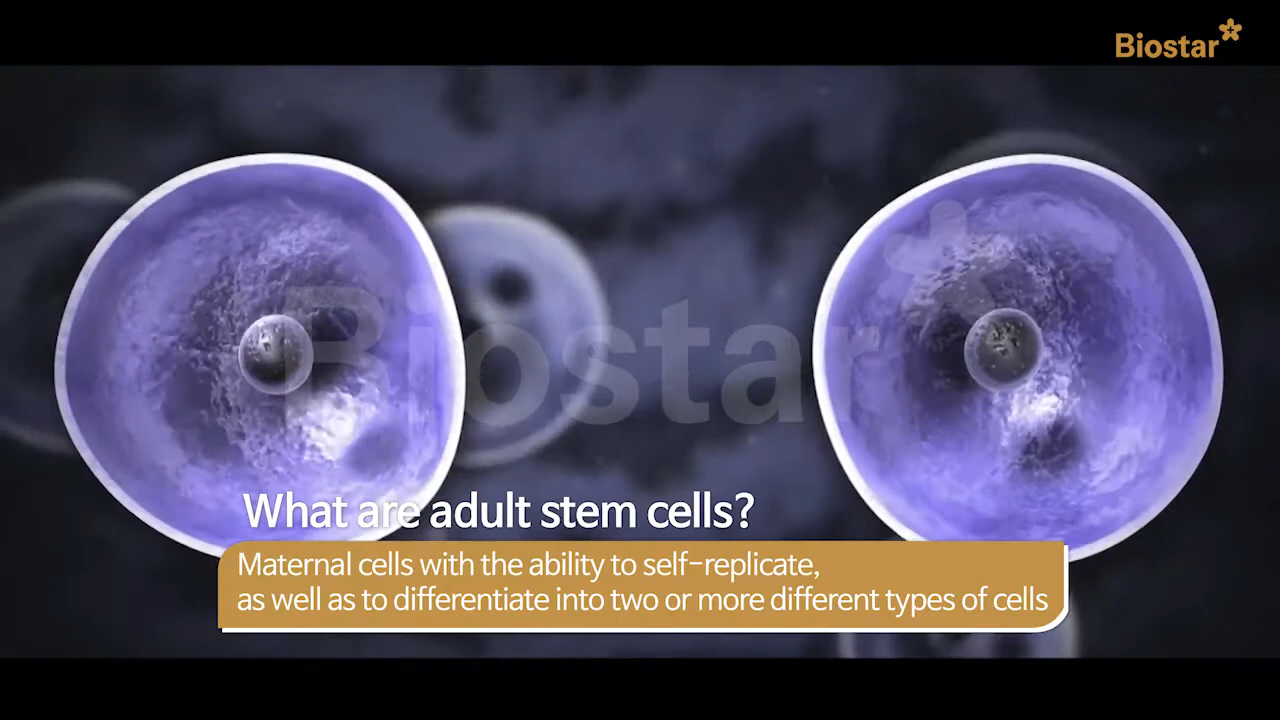 Biostar
Biostar
What are adult stem cells?
Maternal cells with the ability to self-replicate,
as well as to differentiate into two or more different types of cells